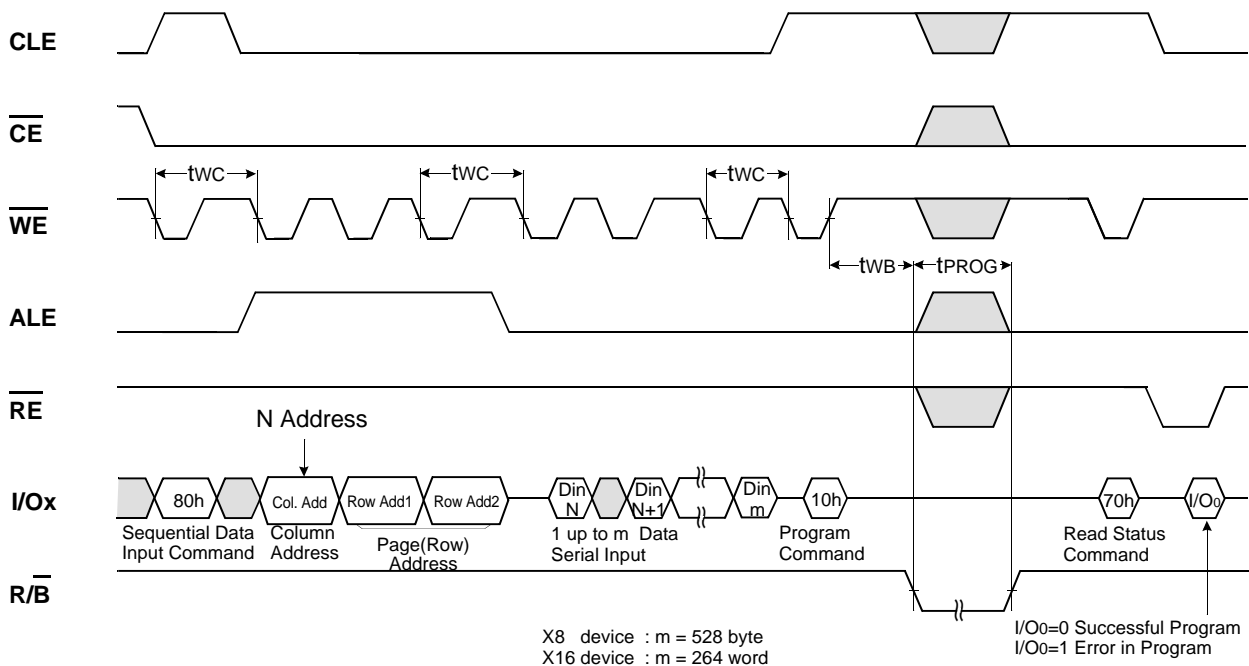 CLE
CE
tWC tWC tWC
WE
tWB tPROG
ALE
RE
N Address
I/Ox
80h Col. Add Row Add1 Row Add2 Din N Din N+1 Din m 10h 70h I/O0
Sequential Data Input Command
Column Address
Page(Row) Address
1 up to m Data Serial Input
Program Command
Read Status Command
R/B
X8 device : m = 528 byte
X16 device : m = 264 word
I/O0=0 Successful Program
I/O0=1 Error in Program